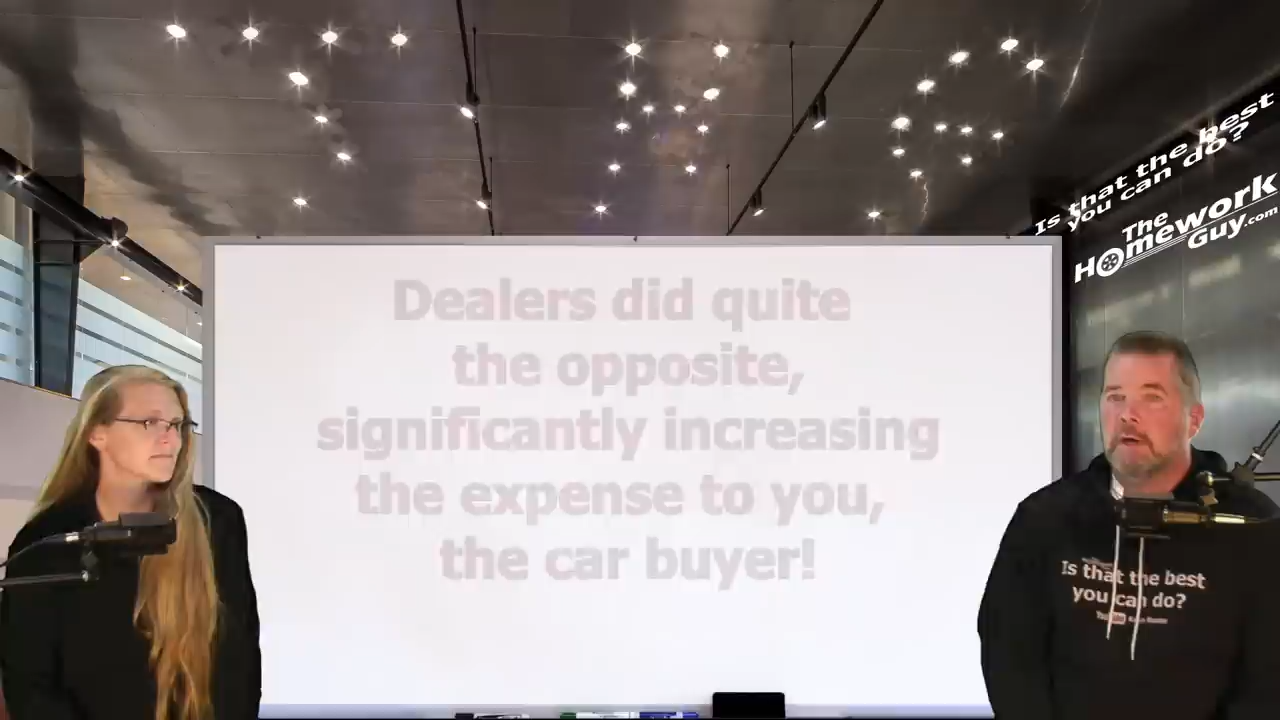 Is that the best
you can do?
The
Homework
Guy.com
Dealers did quite
the opposite,
significantly increasing
the expense to you,
the car buyer!
Is that the best
you can do?